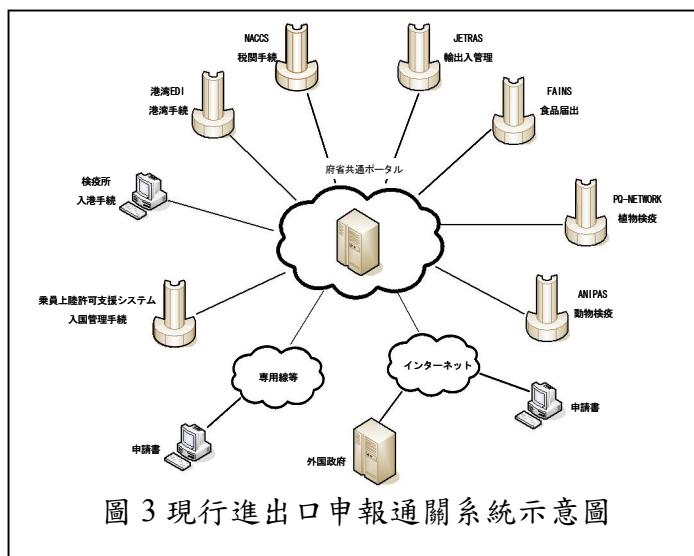 NACCS
税関手続
JETRAS
輸出入管理
港湾EDI
港湾手続
FAINS
食品届出
府省共通ポータル
検疫所
入港手続
PQ-NETWORK
植物検疫
乗員上陸許可支援システム
入国管理手続
ANIPAS
動物検疫
専用線等
インターネット
申請書
申請書
外国政府
圖 3 現行進出口申報通關系統示意圖